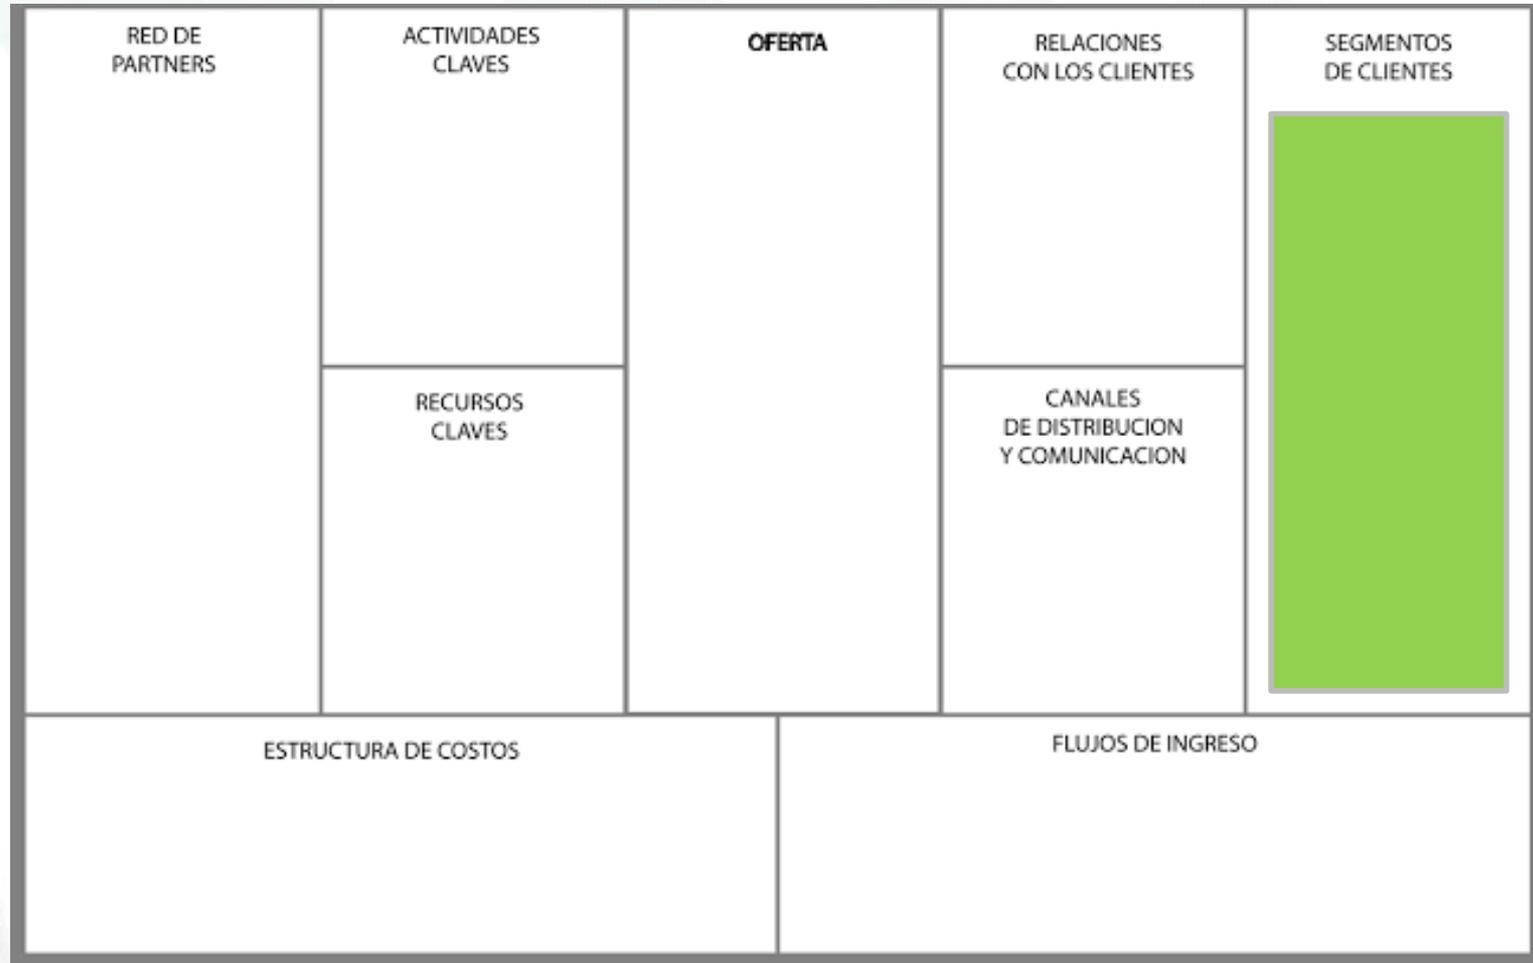 RED DE
PARTNERS
ACTIVIDADES
CLAVES
OFERTA
RELACIONES
CON LOS CLIENTES
SEGMENTOS
DE CLIENTES
RECURSOS
CLAVES
CANALES
DE DISTRIBUCION
Y COMUNICACION
ESTRUCTURA DE COSTOS
FLUJOS DE INGRESO